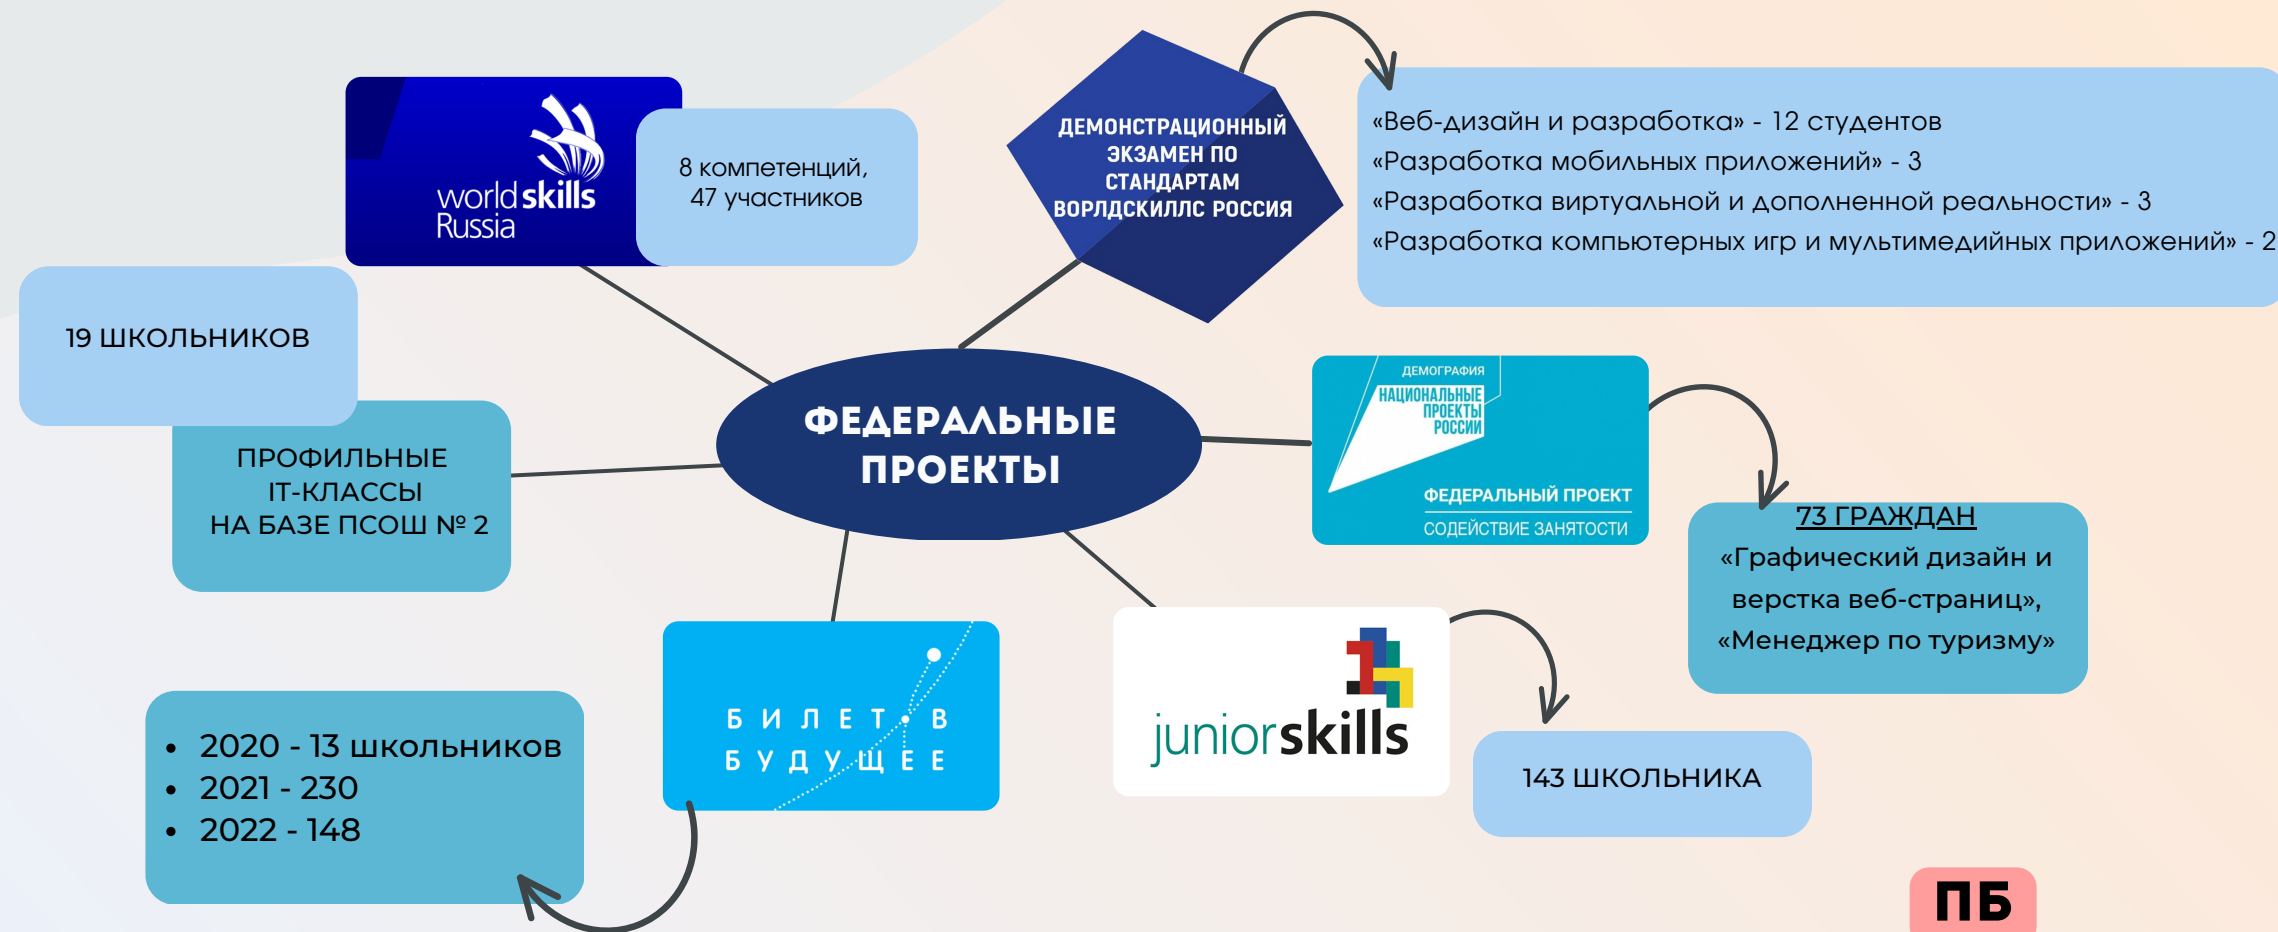 world skills
Russia
8 компетенций,
47 участников
ДЕМОНСТРАЦИОННЫЙ
ЭКЗАМЕН ПО
СТАНДАРТАМ
ВОРЛДСКИЛЛС РОССИЯ
«Веб-дизайн и разработка» - 12 студентов
«Разработка мобильных приложений» - 3
«Разработка виртуальной и дополненной реальности» - 3
«Разработка компьютерных игр и мультимедийных приложений» - 2
19 ШКОЛЬНИКОВ
ПРОФИЛЬНЫЕ
IT-КЛАССЫ
НА БАЗЕ ПСОШ № 2
ФЕДЕРАЛЬНЫЕ
ПРОЕКТЫ
ДЕМОГРАФИЯ
НАЦИОНАЛЬНЫЕ
ПРОЕКТЫ
РОССИИ
ФЕДЕРАЛЬНЫЙ ПРОЕКТ
СОДЕЙСТВИЕ ЗАНЯТОСТИ
73 ГРАЖДАН
«Графический дизайн и
верстка веб-страниц»,
«Менеджер по туризму»
БИЛЕТ В
БУДУЩЕЕ
• 2020 - 13 школьников
• 2021 - 230
• 2022 - 148
juniorskills
143 ШКОЛЬНИКА
ПБ